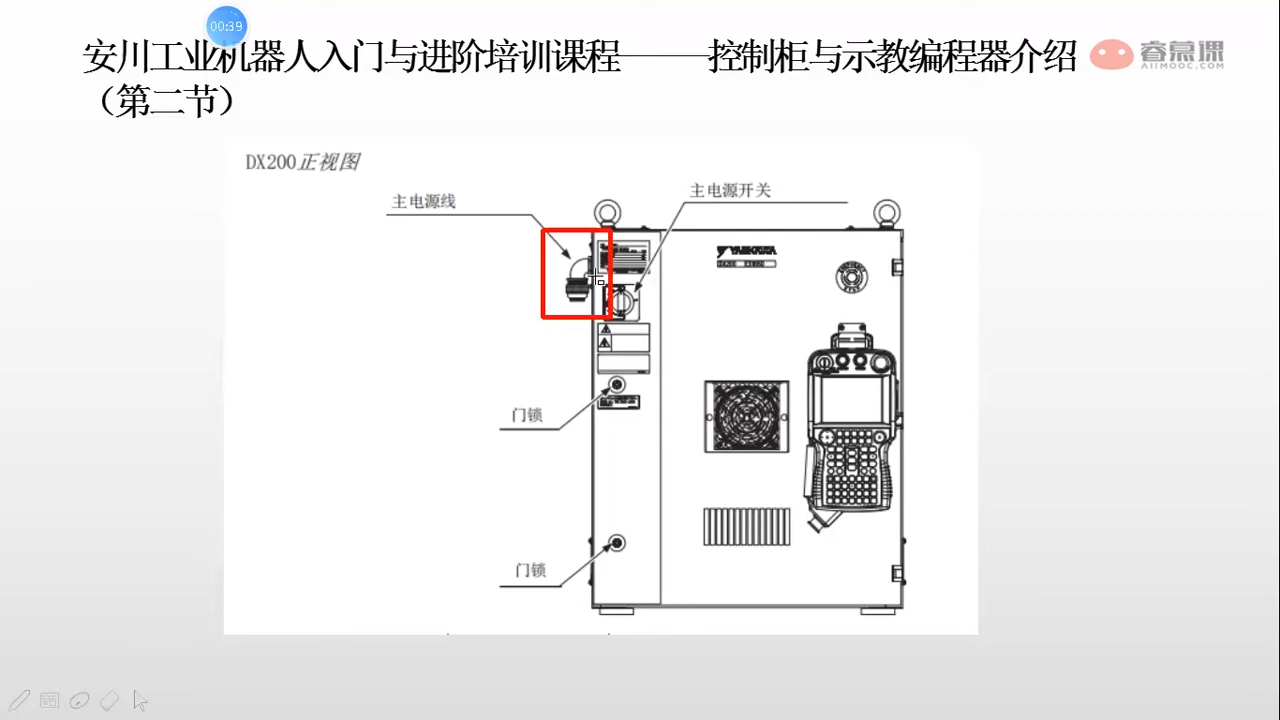 00:39
安川工业机器人入门与进阶培训课程———控制柜与示教编程器介绍
（第二节）
睿慕课
AIIMOOC.COM
DX200正视图
主电源线
主电源开关
YASKAWA
门锁
门锁